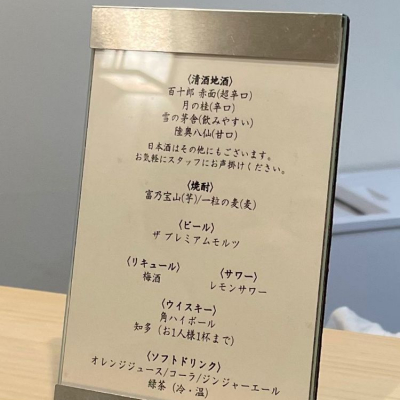 〈清酒地酒〉
百十郎 赤面(超辛口)
月の桂(辛口)
雪の茅舎(飲みやすい)
陸奥八仙(甘口)
日本酒はその他にもございます。
お気軽にスタッフにお声掛けください。
〈焼酎〉
富乃宝山(芋)/一粒の麦(麦)
〈ビール〉
ザ プレミアムモルツ
〈リキュール〉
梅酒
〈サワー〉
レモンサワー
〈ウイスキー〉
角ハイボール
知多（お1人様1杯まで）
〈ソフトドリンク〉
オレンジジュース/コーラ/ジンジャーエール
緑茶（冷・温）